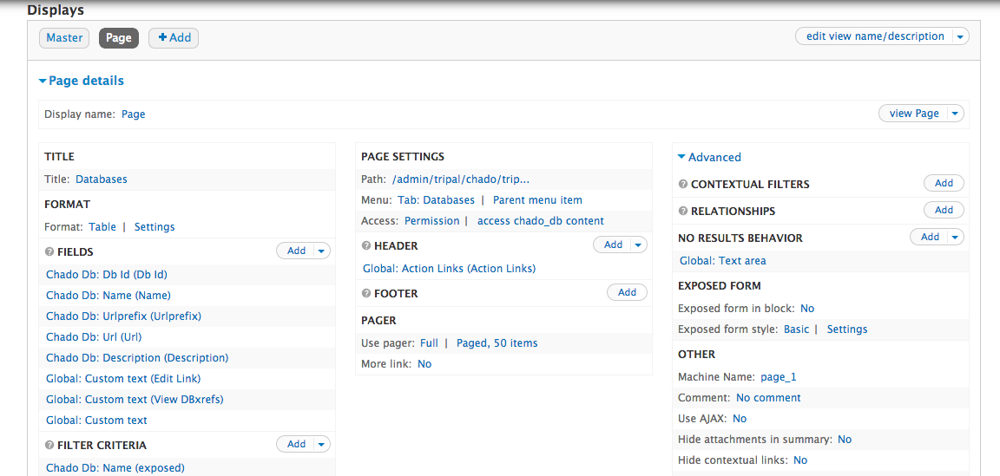 Displays
Master Page + Add edit view name/description
Page details
Display name: Page view Page
TITLE
Title: Databases
FORMAT
Format: Table | Settings
FIELDS Add
Chado Db: Db Id (Db Id)
Chado Db: Name (Name)
Chado Db: Urlprefix (Urlprefix)
Chado Db: Url (Url)
Chado Db: Description (Description)
Global: Custom text (Edit Link)
Global: Custom text (View DBxrefs)
Global: Custom text
FILTER CRITERIA Add
Chado Db: Name (exposed)
PAGE SETTINGS
Path: /admin/tripal/chado/trip...
Menu: Tab: Databases | Parent menu item
Access: Permission | access chado_db content
HEADER Add
Global: Action Links (Action Links)
FOOTER Add
PAGER
Use pager: Full | Paged, 50 items
More link: No
Advanced
CONTEXTUAL FILTERS Add
RELATIONSHIPS Add
NO RESULTS BEHAVIOR Add
Global: Text area
EXPOSED FORM
Exposed form in block: No
Exposed form style: Basic | Settings
OTHER
Machine Name: page_1
Comment: No comment
Use AJAX: No
Hide attachments in summary: No
Hide contextual links: No